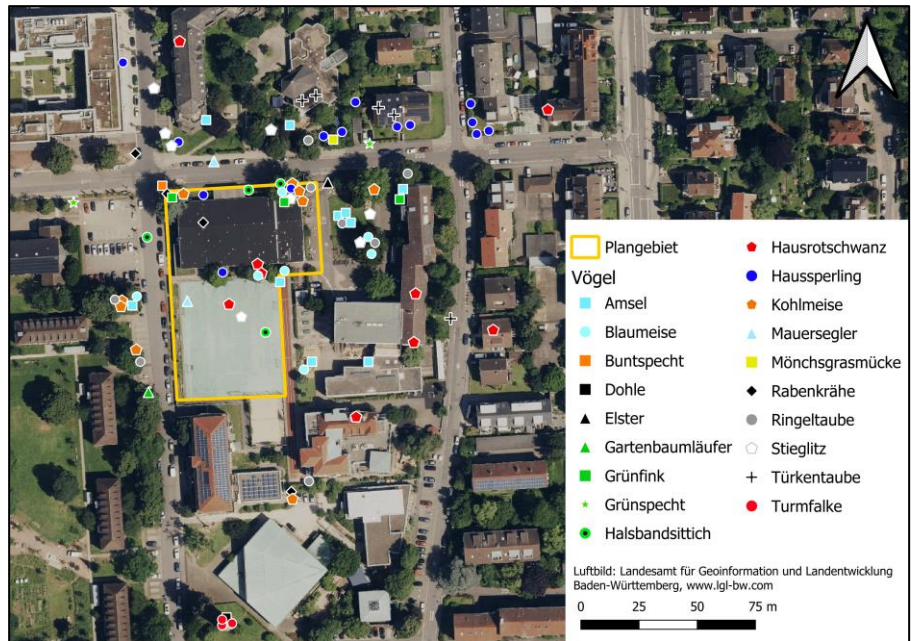 Plangebiet
Vögel
Amsel
Blaumeise
Buntspecht
Dohle
Elster
Gartenbaumläufer
Grünfink
Grünspecht
Halsbandsittich
Hausrotschwanz
Haussperling
Kohlmeise
Mauersegler
Mönchsgrasmücke
Rabenkrähe
Ringeltaube
Stieglitz
Türkentaube
Turmfalke
Luftbild: Landesamt für Geoinformation und Landentwicklung
Baden-Württemberg, www.lgl-bw.com
0 25 50 75 m